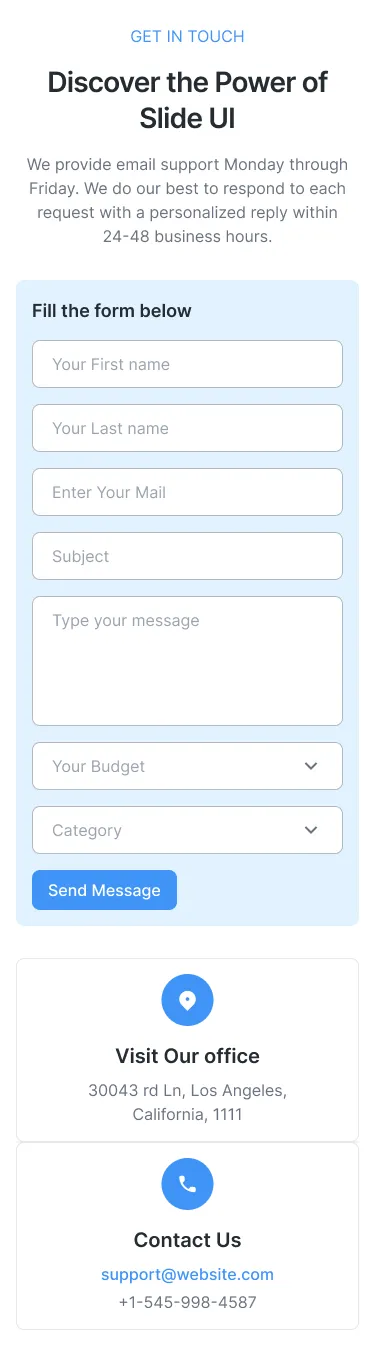 GET IN TOUCH
Discover the Power of
Slide UI
We provide email support Monday through
Friday. We do our best to respond to each
request with a personalized reply within
24-48 business hours.
Fill the form below
Your First name
Your Last name
Enter Your Mail
Subject
Type your message
Your Budget
Category
Send Message
Visit Our office
30043 rd Ln, Los Angeles,
California, 1111
Contact Us
support@website.com
+1-545-998-4587